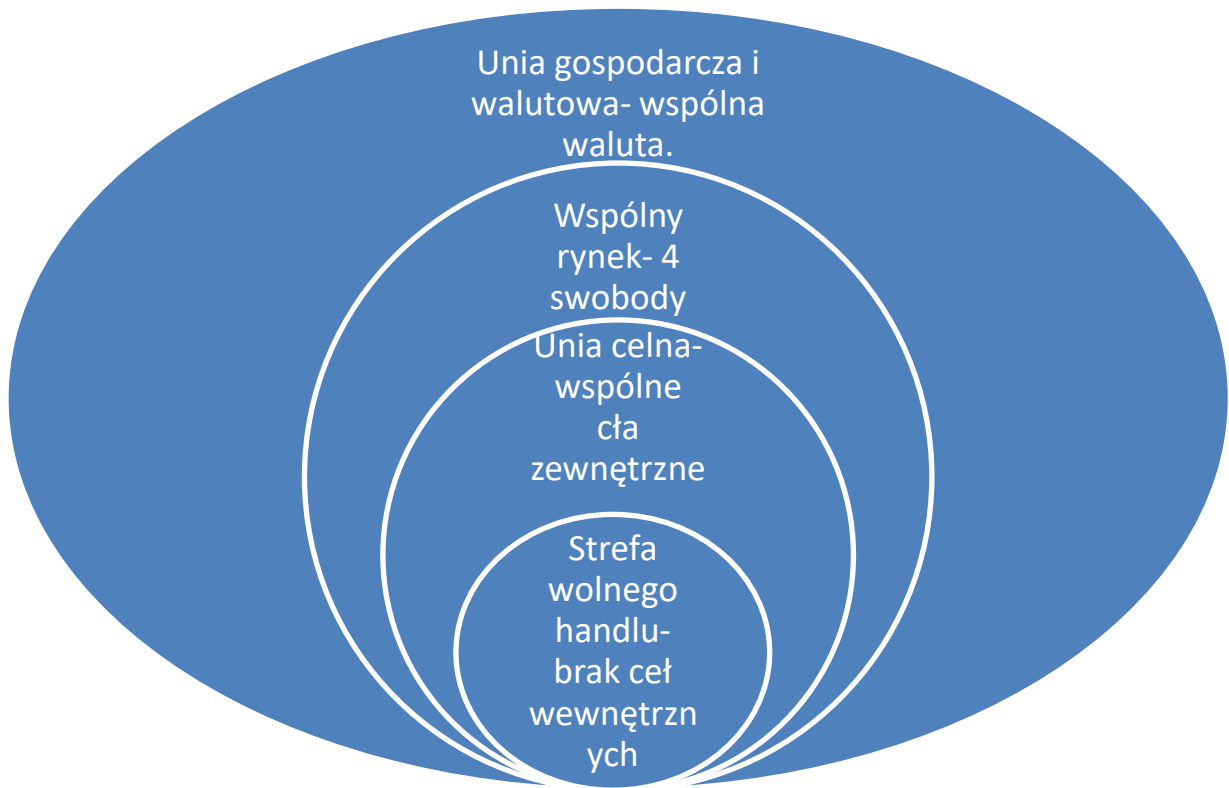 Unia gospodarcza i
walutowa- wspólna
waluta.
Wspólny
rynek- 4
swobody
Unia celna-
wspólne
cła
zewnętrzne
Strefa
wolnego
handlu-
brak ceł
wewnętrzn
ych